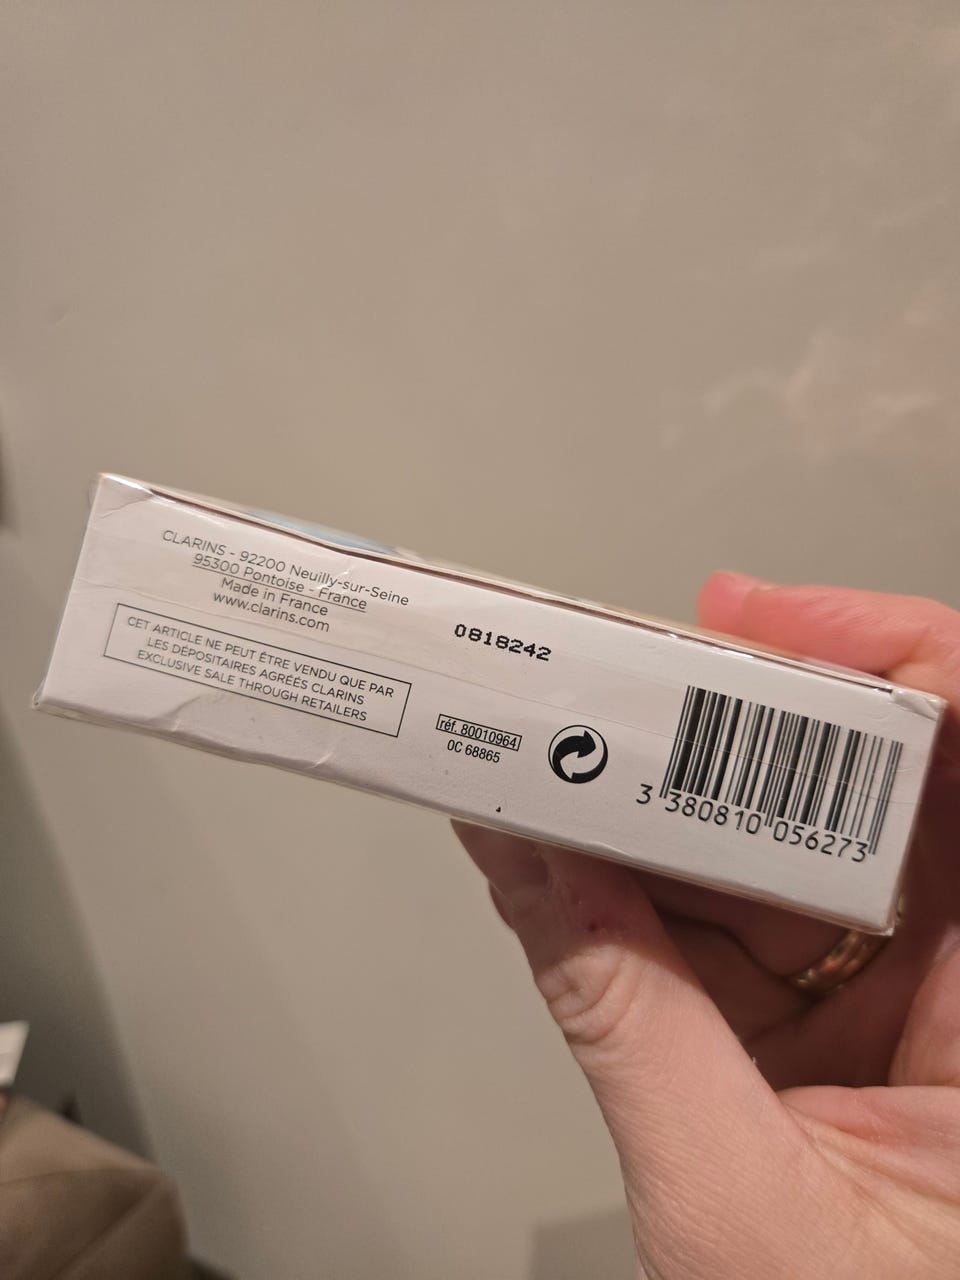 CLARINS - 92200 Neuilly-sur-Seine
95300 Pontoise - France
Made in France
www.clarins.com
CET ARTICLE NE PEUT ÊTRE VENDU QUE PAR
LES DÉPOSITAIRES AGRÉÉS CLARINS
EXCLUSIVE SALE THROUGH RETAILERS
0818242
réf. 80010964
0C 68865
3 380810 056273